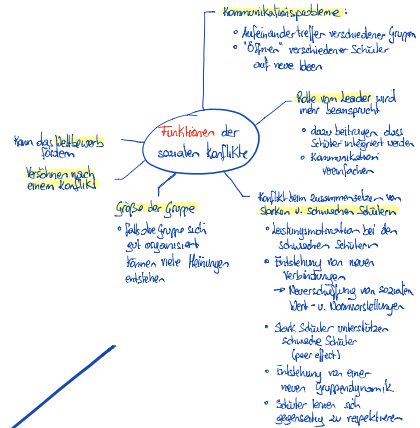 Kommunikationsprobleme :
• Aufeinandertreffen verschiedener Gruppen
• "Öffnen" verschiedener Schüler
auf neue Ideen
Rolle vom Leader wird
mehr beansprucht
• dazu beitragen dass
Schüler integriert werden
• Kommunikation
vereinfachen
Funktionen der
sozialen Konflikte
Kann das Wettbewerb
fördern
Versöhnen nach
einem Konflikt
Größe der Gruppe
• Falls die Gruppe sich
gut organisiert
können viele Meinungen
entstehen
Konflikt beim zusammensetzen von
starken u. schwachen Schülern
• Leistungsmotivation bei den
schwachen Schülern
• Entstehung von neuen
Verbindungen
→ Neuerschaffung von sozialen
Wert- u. Normvorstellungen
• Stark Schüler unterstützen
schwache Schüler
(peer effect)
• Entstehung von einer
neuen Gruppendynamik
• Schüler lernen sich
gegenseitig zu respektieren